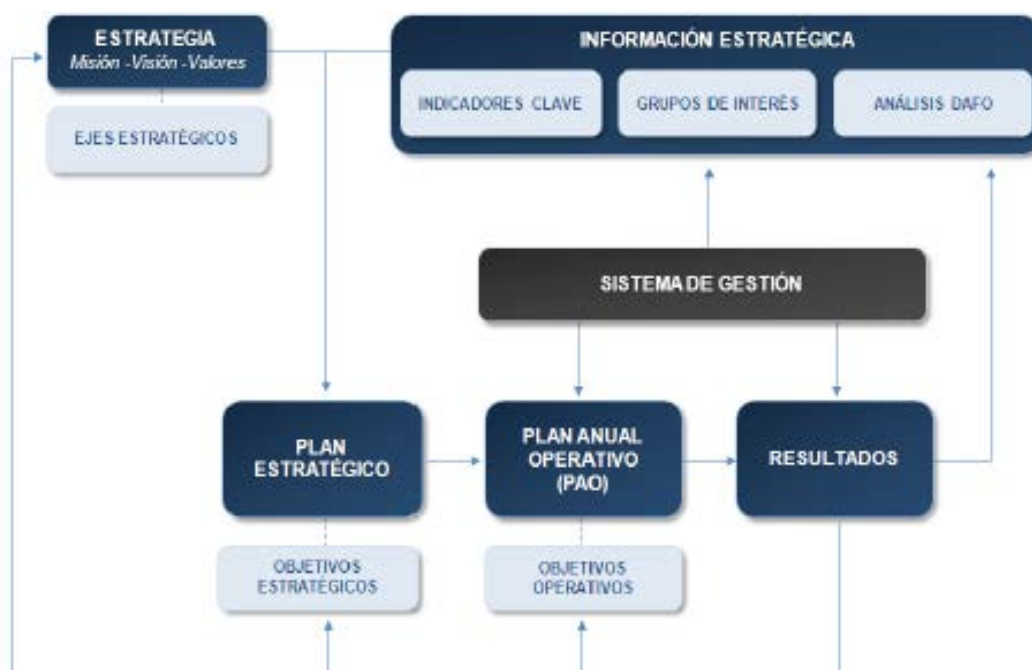 ESTRATEGIA
Misión -Visión -Valores
EJES ESTRATÉGICOS
INFORMACIÓN ESTRATÉGICA
INDICADORES CLAVE
GRUPOS DE INTERÉS
ANÁLISIS DAFO
SISTEMA DE GESTIÓN
PLAN
ESTRATÉGICO
PLAN ANUAL
OPERATIVO
(PAO)
RESULTADOS
OBJETIVOS
ESTRATÉGICOS
OBJETIVOS
OPERATIVOS